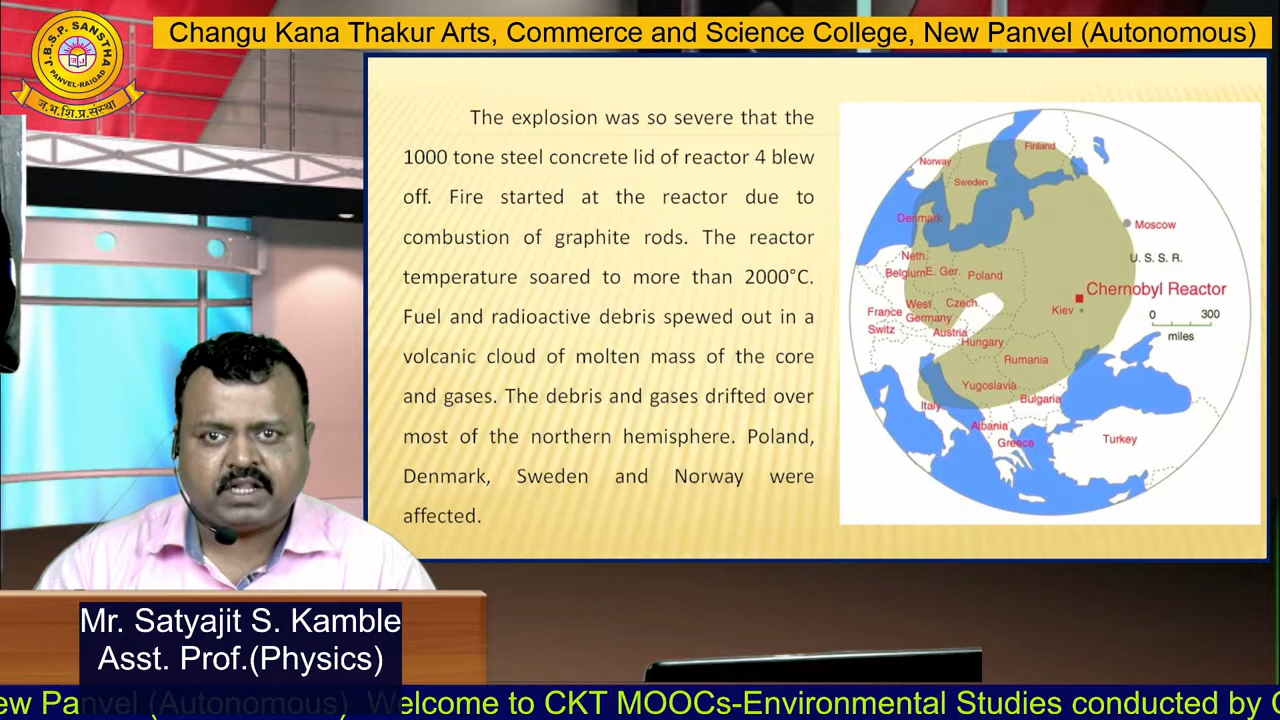 Changu Kana Thakur Arts, Commerce and Science College, New Panvel (Autonomous)
J.B.S.P. SANSTHA
PANVEL-RAIGAD
ज.भ.शि.प्र.संस्था
The explosion was so severe that the
1000 tone steel concrete lid of reactor 4 blew
off. Fire started at the reactor due to
combustion of graphite rods. The reactor
temperature soared to more than 2000°C.
Fuel and radioactive debris spewed out in a
volcanic cloud of molten mass of the core
and gases. The debris and gases drifted over
most of the northern hemisphere. Poland,
Denmark, Sweden and Norway were
affected.
Norway
Finland
Sweden
Denmark
Moscow
U. S. S. R.
Neth.
Belgium
E. Ger.
Poland
Chernobyl Reactor
Kiev
0 300
miles
France
West
Germany
Czech.
Switz
Austria
Hungary
Rumania
Yugoslavia
Italy
Bulgaria
Albania
Greece
Turkey
Mr. Satyajit S. Kamble
Asst. Prof.(Physics)
ew Panvel (Autonomous) Welcome to CKT MOOCs-Environmental Studies conducted by C